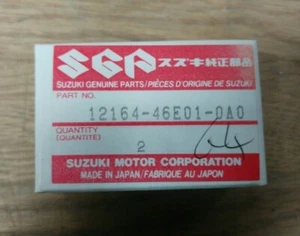 SGP スズキ純正部品
SUZUKI GENUINE PARTS/PIÈCES D'ORIGINE DE SUZUKI
PART NO.
12164-46E01-0A0
QUANTITY
(QUANTITÉ)
2
SUZUKI MOTOR CORPORATION
MADE IN JAPAN/FABRIQUE AU JAPON